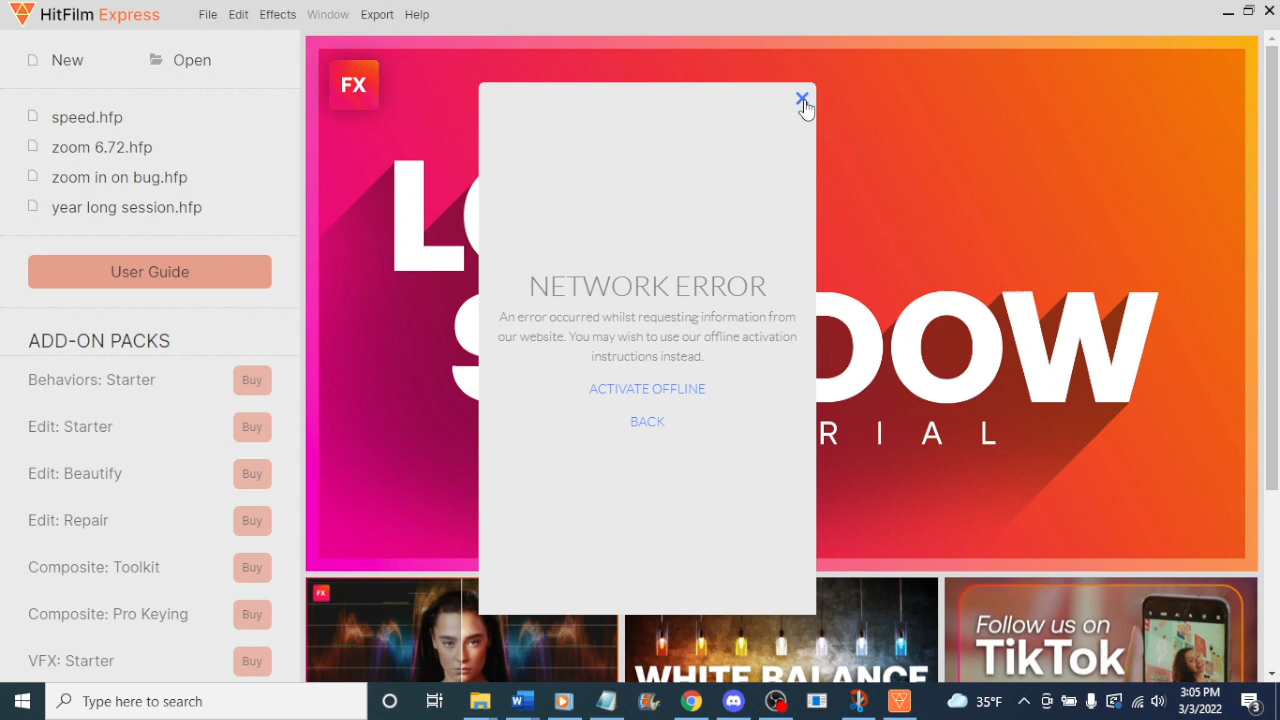 HitFilm Express
File Edit Effects Window Export Help
New Open
speed.hfp
zoom 6.72.hfp
zoom in on bug.hfp
year long session.hfp
User Guide
ADD-ON PACKS
Behaviors: Starter Buy
Edit: Starter Buy
Edit: Beautify Buy
Edit: Repair Buy
Composite: Toolkit Buy
Composite: Pro Keying Buy
VFX: Starter Buy
FX
NETWORK ERROR
An error occurred whilst requesting information from
our website. You may wish to use our offline activation
instructions instead.
ACTIVATE OFFLINE
BACK
L
S DOW
R I A L
FX
WHITE BALANCE
Follow us on
TikTok
Type here to search
35°F
3:05 PM
3/3/2022
3